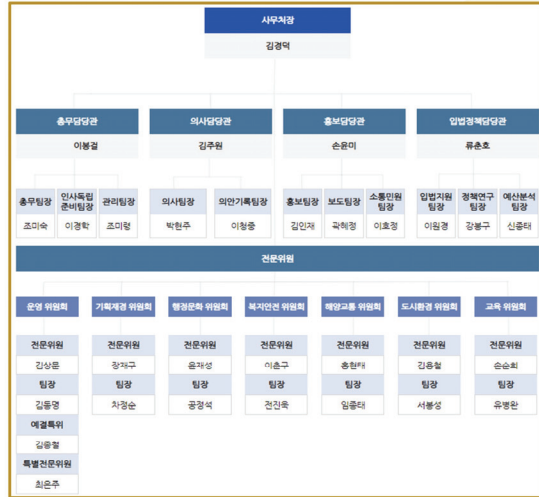 사무처장
김경덕
총무담당관 의사담당관 홍보담당관 입법정책담당관
이봉걸 김주원 손윤미 류춘호
총무팀장 인사독립 준비팀장 관리팀장 의사팀장 의안기록팀장 홍보팀장 보도팀장 소통민원 팀장 입법지원 팀장 정책연구 팀장 예산분석 팀장
조미숙 이경학 조미령 박현주 이청중 김인재 곽혜정 이호정 이원경 강봉구 신종태
전문위원
운영 위원회 기획재경 위원회 행정문화 위원회 복지안전 위원회 해양교통 위원회 도시환경 위원회 교육 위원회
전문위원 전문위원 전문위원 전문위원 전문위원 전문위원 전문위원
김상운 장재구 윤재성 이춘구 홍현태 김용철 손순희
팀장 팀장 팀장 팀장 팀장 팀장 팀장
김동명 차정순 공정석 전진욱 임종태 서봉성 유병완
예결특위
김종철
특별전문위원
최은주